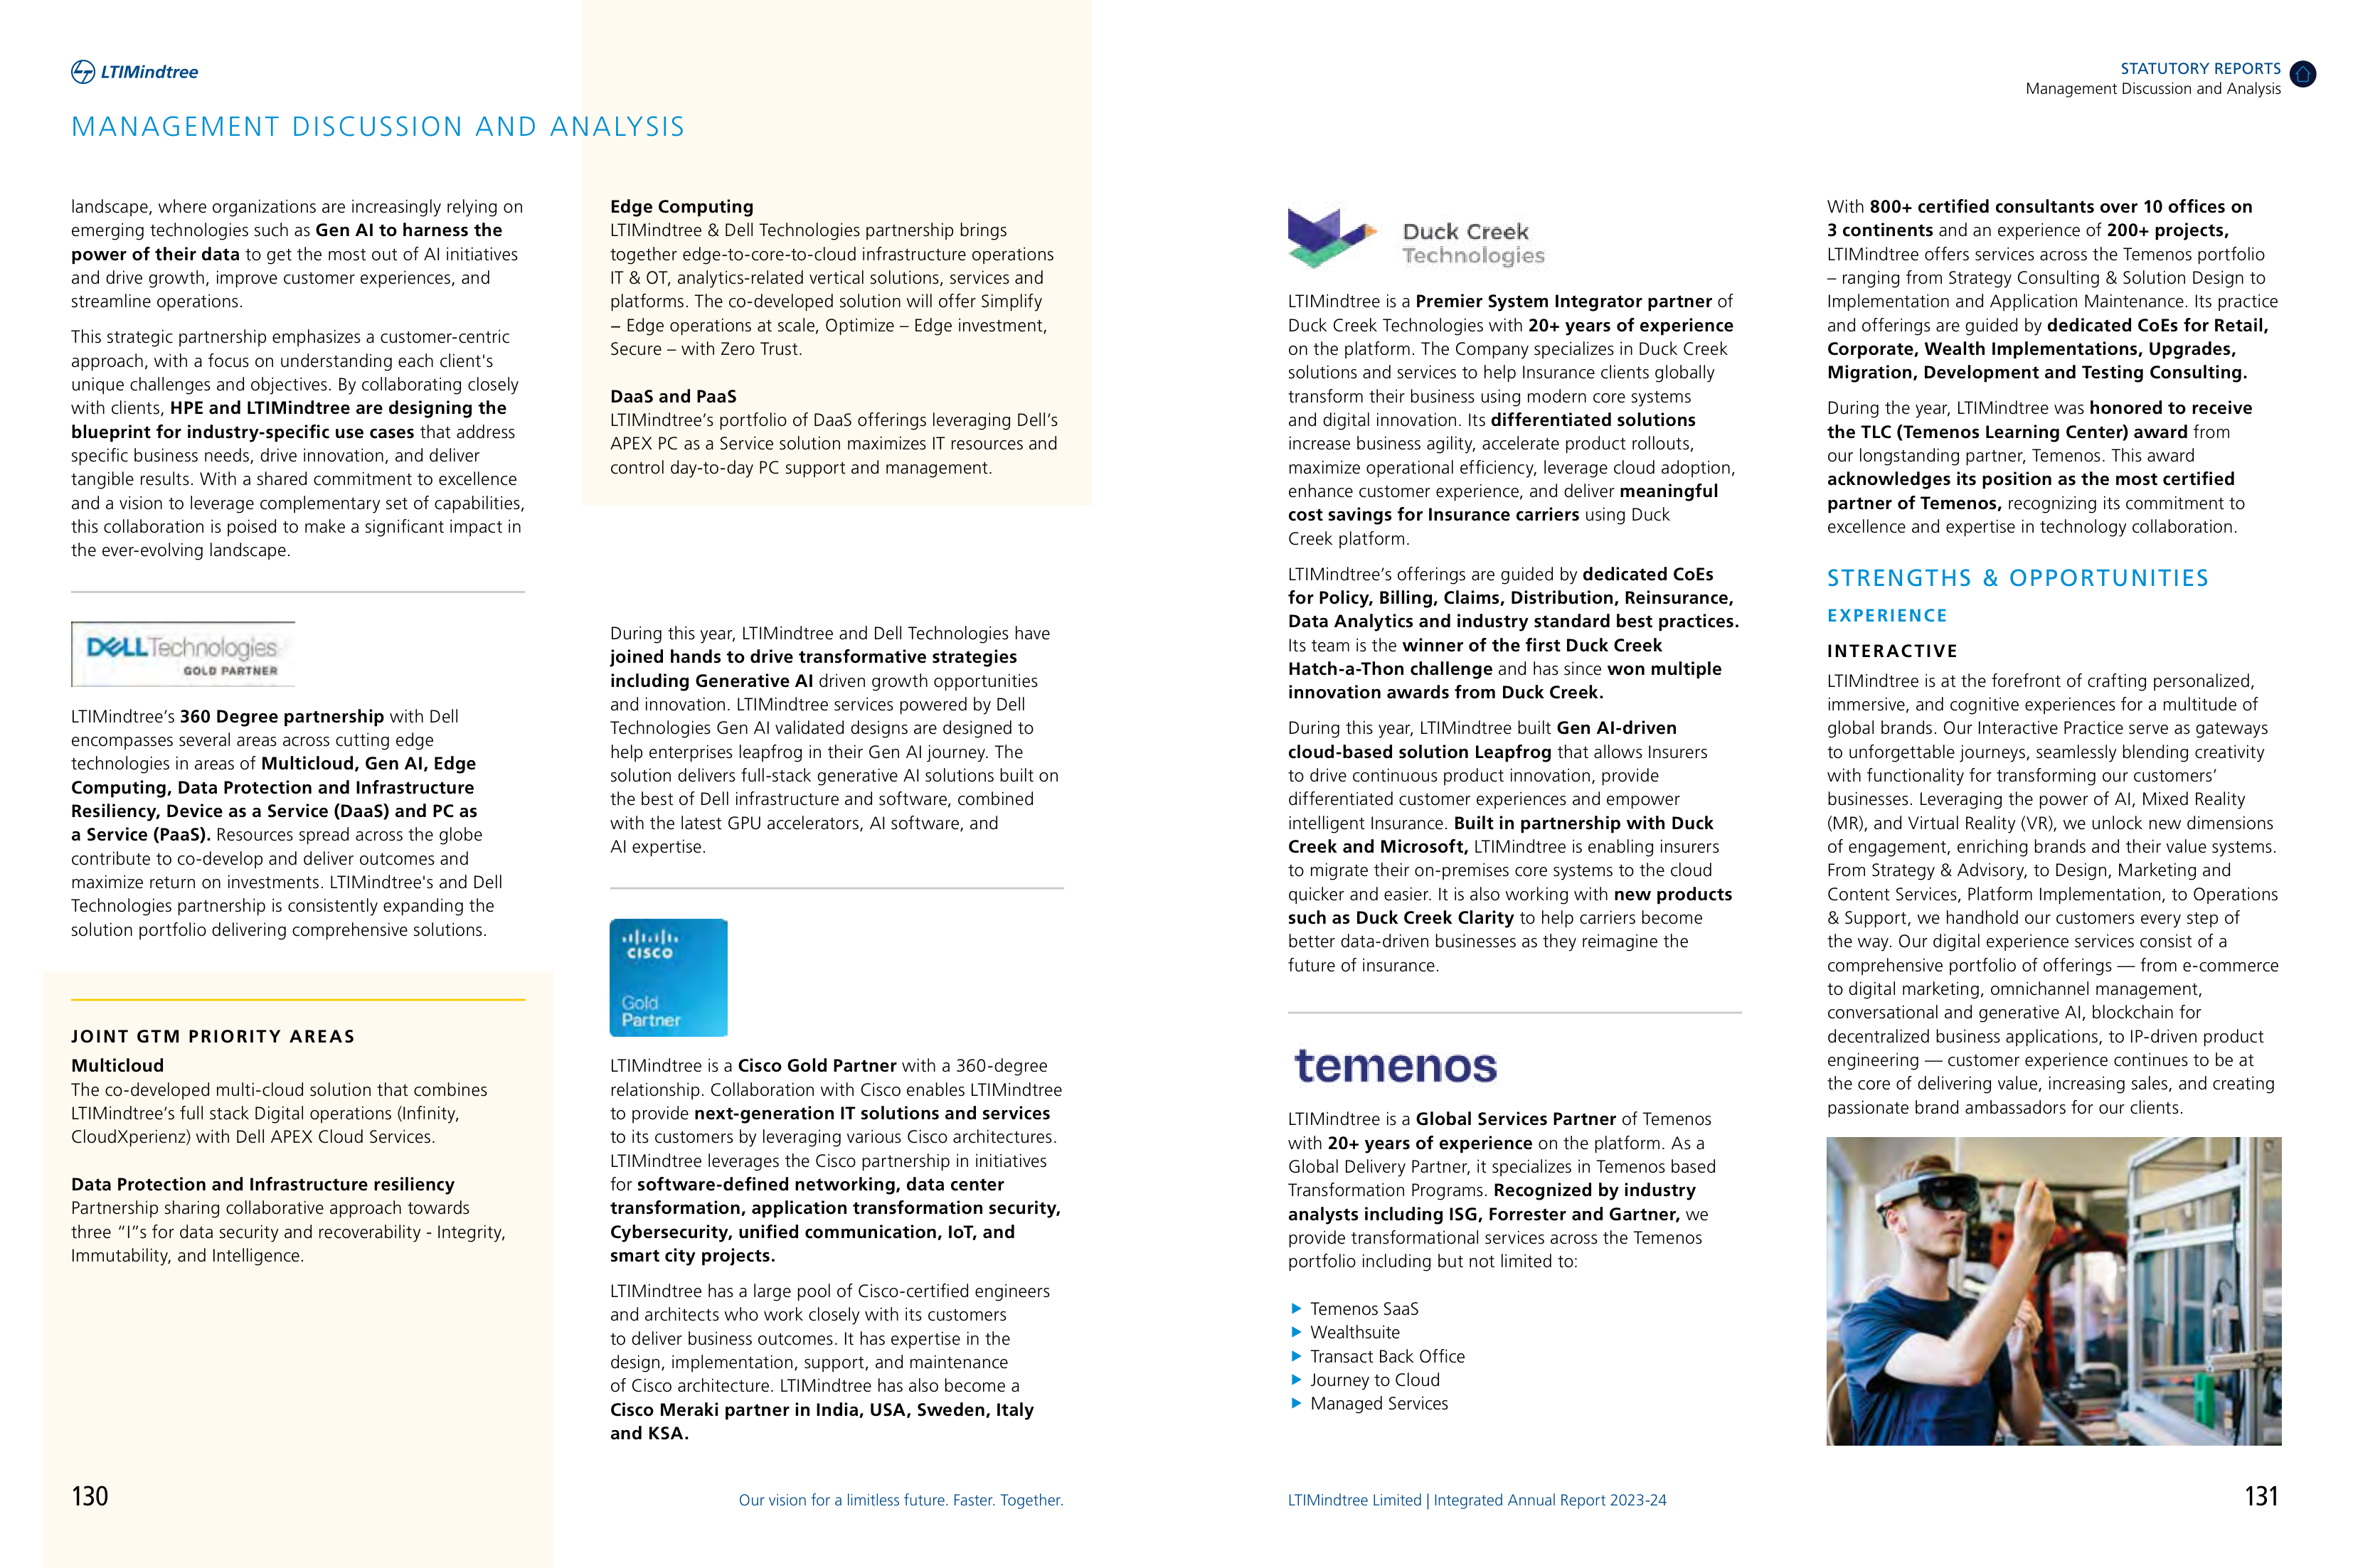 LTIMindtree
MANAGEMENT DISCUSSION AND ANALYSIS
landscape, where organizations are increasingly relying on
emerging technologies such as Gen AI to harness the
power of their data to get the most out of AI initiatives
and drive growth, improve customer experiences, and
streamline operations.
This strategic partnership emphasizes a customer-centric
approach, with a focus on understanding each client's
unique challenges and objectives. By collaborating closely
with clients, HPE and LTIMindtree are designing the
blueprint for industry-specific use cases that address
specific business needs, drive innovation, and deliver
tangible results. With a shared commitment to excellence
and a vision to leverage complementary set of capabilities,
this collaboration is poised to make a significant impact in
the ever-evolving landscape.
DELL Technologies
GOLD PARTNER
LTIMindtree's 360 Degree partnership with Dell
encompasses several areas across cutting edge
technologies in areas of Multicloud, Gen AI, Edge
Computing, Data Protection and Infrastructure
Resiliency, Device as a Service (DaaS) and PC as
a Service (PaaS). Resources spread across the globe
contribute to co-develop and deliver outcomes and
maximize return on investments. LTIMindtree's and Dell
Technologies partnership is consistently expanding the
solution portfolio delivering comprehensive solutions.
JOINT GTM PRIORITY AREAS
Multicloud
The co-developed multi-cloud solution that combines
LTIMindtree's full stack Digital operations (Infinity,
CloudXperienz) with Dell APEX Cloud Services.
Data Protection and Infrastructure resiliency
Partnership sharing collaborative approach towards
three “I”s for data security and recoverability - Integrity,
Immutability, and Intelligence.
130
Edge Computing
LTIMindtree & Dell Technologies partnership brings
together edge-to-core-to-cloud infrastructure operations
IT & OT, analytics-related vertical solutions, services and
platforms. The co-developed solution will offer Simplify
– Edge operations at scale, Optimize – Edge investment,
Secure – with Zero Trust.
DaaS and PaaS
LTIMindtree's portfolio of DaaS offerings leveraging Dell's
APEX PC as a Service solution maximizes IT resources and
control day-to-day PC support and management.
During this year, LTIMindtree and Dell Technologies have
joined hands to drive transformative strategies
including Generative AI driven growth opportunities
and innovation. LTIMindtree services powered by Dell
Technologies Gen AI validated designs are designed to
help enterprises leapfrog in their Gen AI journey. The
solution delivers full-stack generative AI solutions built on
the best of Dell infrastructure and software, combined
with the latest GPU accelerators, AI software, and
AI expertise.
CISCO
Gold
Partner
LTIMindtree is a Cisco Gold Partner with a 360-degree
relationship. Collaboration with Cisco enables LTIMindtree
to provide next-generation IT solutions and services
to its customers by leveraging various Cisco architectures.
LTIMindtree leverages the Cisco partnership in initiatives
for software-defined networking, data center
transformation, application transformation security,
Cybersecurity, unified communication, IoT, and
smart city projects.
LTIMindtree has a large pool of Cisco-certified engineers
and architects who work closely with its customers
to deliver business outcomes. It has expertise in the
design, implementation, support, and maintenance
of Cisco architecture. LTIMindtree has also become a
Cisco Meraki partner in India, USA, Sweden, Italy
and KSA.
Our vision for a limitless future. Faster. Together.
STATUTORY REPORTS
Management Discussion and Analysis
Duck Creek
Technologies
LTIMindtree is a Premier System Integrator partner of
Duck Creek Technologies with 20+ years of experience
on the platform. The Company specializes in Duck Creek
solutions and services to help Insurance clients globally
transform their business using modern core systems
and digital innovation. Its differentiated solutions
increase business agility, accelerate product rollouts,
maximize operational efficiency, leverage cloud adoption,
enhance customer experience, and deliver meaningful
cost savings for Insurance carriers using Duck
Creek platform.
LTIMindtree's offerings are guided by dedicated CoEs
for Policy, Billing, Claims, Distribution, Reinsurance,
Data Analytics and industry standard best practices.
Its team is the winner of the first Duck Creek
Hatch-a-Thon challenge and has since won multiple
innovation awards from Duck Creek.
During this year, LTIMindtree built Gen AI-driven
cloud-based solution Leapfrog that allows Insurers
to drive continuous product innovation, provide
differentiated customer experiences and empower
intelligent Insurance. Built in partnership with Duck
Creek and Microsoft, LTIMindtree is enabling insurers
to migrate their on-premises core systems to the cloud
quicker and easier. It is also working with new products
such as Duck Creek Clarity to help carriers become
better data-driven businesses as they reimagine the
future of insurance.
temenos
LTIMindtree is a Global Services Partner of Temenos
with 20+ years of experience on the platform. As a
Global Delivery Partner, it specializes in Temenos based
Transformation Programs. Recognized by industry
analysts including ISG, Forrester and Gartner, we
provide transformational services across the Temenos
portfolio including but not limited to:
Temenos SaaS
Wealthsuite
Transact Back Office
Journey to Cloud
Managed Services
LTIMindtree Limited | Integrated Annual Report 2023-24
With 800+ certified consultants over 10 offices on
3 continents and an experience of 200+ projects,
LTIMindtree offers services across the Temenos portfolio
– ranging from Strategy Consulting & Solution Design to
Implementation and Application Maintenance. Its practice
and offerings are guided by dedicated CoEs for Retail,
Corporate, Wealth Implementations, Upgrades,
Migration, Development and Testing Consulting.
During the year, LTIMindtree was honored to receive
the TLC (Temenos Learning Center) award from
our longstanding partner, Temenos. This award
acknowledges its position as the most certified
partner of Temenos, recognizing its commitment to
excellence and expertise in technology collaboration.
STRENGTHS & OPPORTUNITIES
EXPERIENCE
INTERACTIVE
LTIMindtree is at the forefront of crafting personalized,
immersive, and cognitive experiences for a multitude of
global brands. Our Interactive Practice serve as gateways
to unforgettable journeys, seamlessly blending creativity
with functionality for transforming our customers'
businesses. Leveraging the power of AI, Mixed Reality
(MR), and Virtual Reality (VR), we unlock new dimensions
of engagement, enriching brands and their value systems.
From Strategy & Advisory, to Design, Marketing and
Content Services, Platform Implementation, to Operations
& Support, we handhold our customers every step of
the way. Our digital experience services consist of a
comprehensive portfolio of offerings — from e-commerce
to digital marketing, omnichannel management,
conversational and generative AI, blockchain for
decentralized business applications, to IP-driven product
engineering — customer experience continues to be at
the core of delivering value, increasing sales, and creating
passionate brand ambassadors for our clients.
131